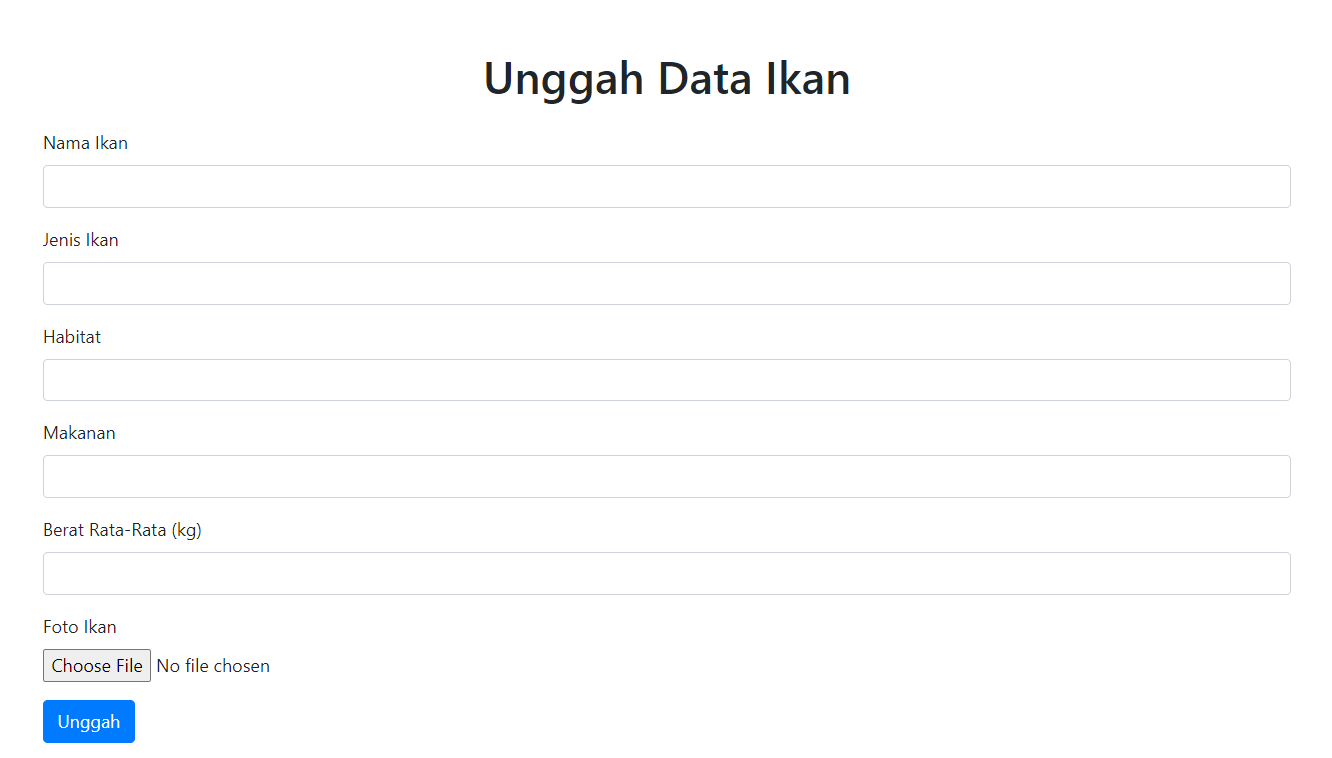 Unggah Data Ikan
Nama Ikan
Jenis Ikan
Habitat
Makanan
Berat Rata-Rata (kg)
Foto Ikan
Choose File No file chosen
Unggah